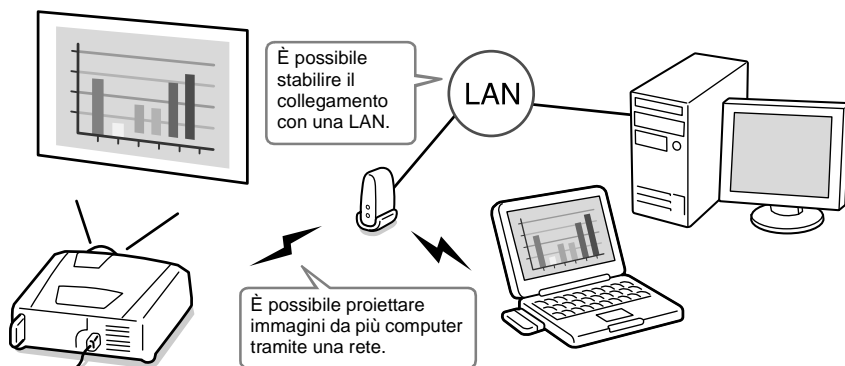 È possibile
stabilire il
collegamento
con una LAN.
LAN
È possibile proiettare
immagini da più computer
tramite una rete.